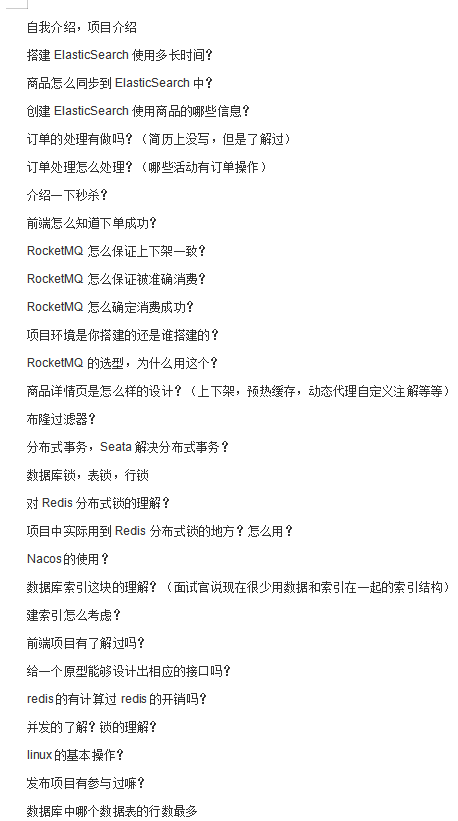 自我介绍，项目介绍
搭建 ElasticSearch 使用多长时间？
商品怎么同步到 ElasticSearch 中？
创建 ElasticSearch 使用商品的哪些信息？
订单的处理有做吗？（简历上没写，但是了解过）
订单处理怎么处理？（哪些活动有订单操作）
介绍一下秒杀？
前端怎么知道下单成功？
RocketMQ 怎么保证上下架一致？
RocketMQ 怎么保证被准确消费？
RocketMQ 怎么确定消费成功？
项目环境是你搭建的还是谁搭建的？
RocketMQ 的选型，为什么用这个？
商品详情页是怎么样的设计？（上下架，预热缓存，动态代理自定义注解等等）
布隆过滤器？
分布式事务，Seata 解决分布式事务？
数据库锁，表锁，行锁
对 Redis 分布式锁的理解？
项目中实际用到 Redis 分布式锁的地方？怎么用？
Nacos 的使用？
数据库索引这块的理解？（面试官说现在很少用数据和索引在一起的索引结构）
建索引怎么考虑？
前端项目有了解过吗？
给一个原型能够设计出相应的接口吗？
redis 的有计算过 redis 的开销吗？
并发的了解？锁的理解？
linux 的基本操作？
发布项目有参与过嘛？
数据库中哪个数据表的行数最多